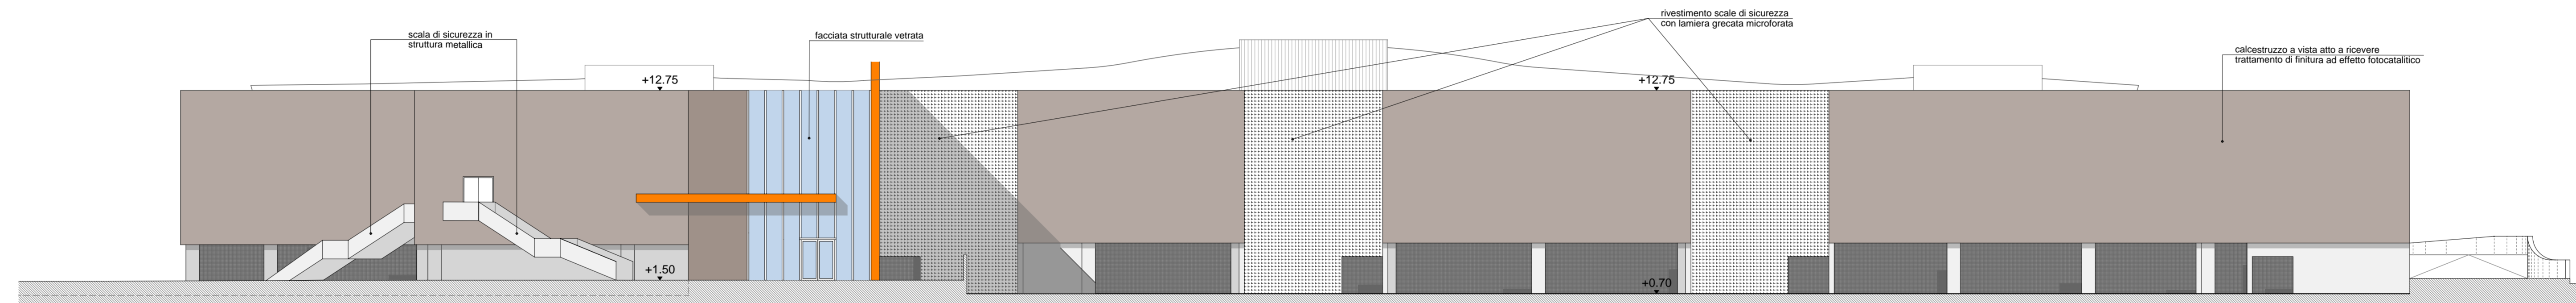 scala di sicurezza in
struttura metallica
facciata strutturale vetrata
rivestimento scale di sicurezza
con lamiera grecata microforata
calcestruzzo a vista atto a ricevere
trattamento di finitura ad effetto fotocatalitico
+12.75
+12.75
+1.50
+0.70